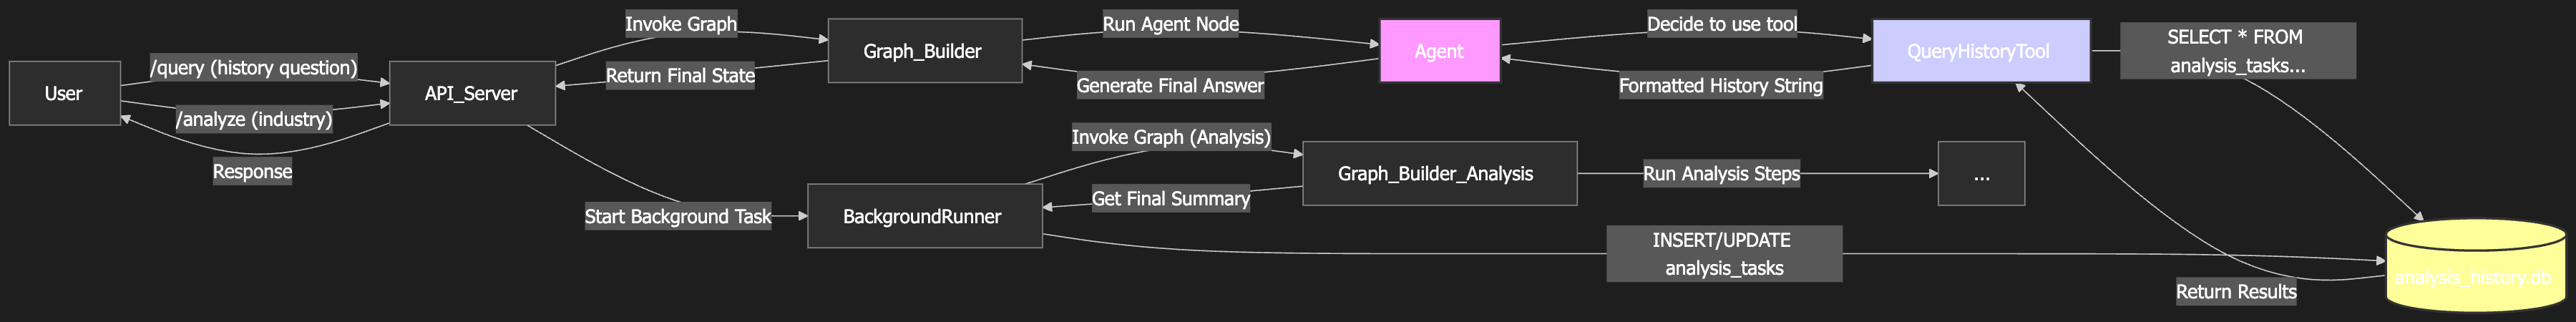 User
/query (history question)
/analyze (industry)
Response
API_Server
Invoke Graph
Return Final State
Start Background Task
Graph_Builder
Run Agent Node
Generate Final Answer
Agent
Decide to use tool
Formatted History String
QueryHistoryTool
SELECT * FROM
analysis_tasks...
BackgroundRunner
Invoke Graph (Analysis)
Get Final Summary
Graph_Builder_Analysis
Run Analysis Steps
...
INSERT/UPDATE
analysis_tasks
analysis_history.db
Return Results